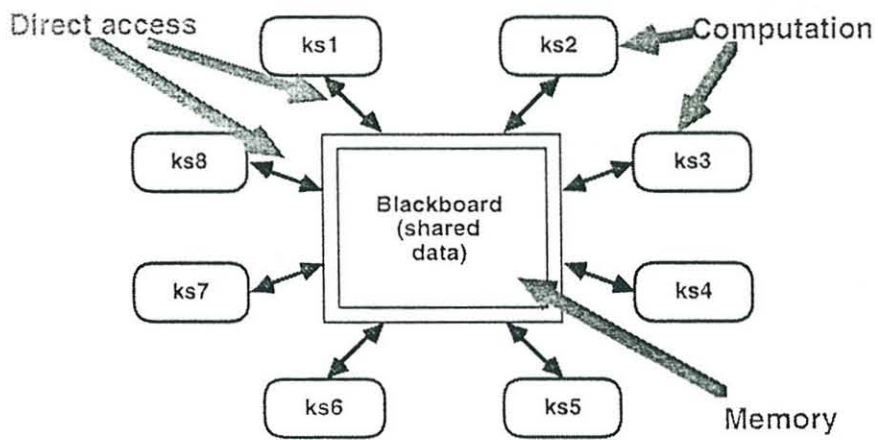 Direct access
ks1
ks2
Computation
ks8
ks3
Blackboard
(shared
data)
ks7
ks4
ks6
ks5
Memory